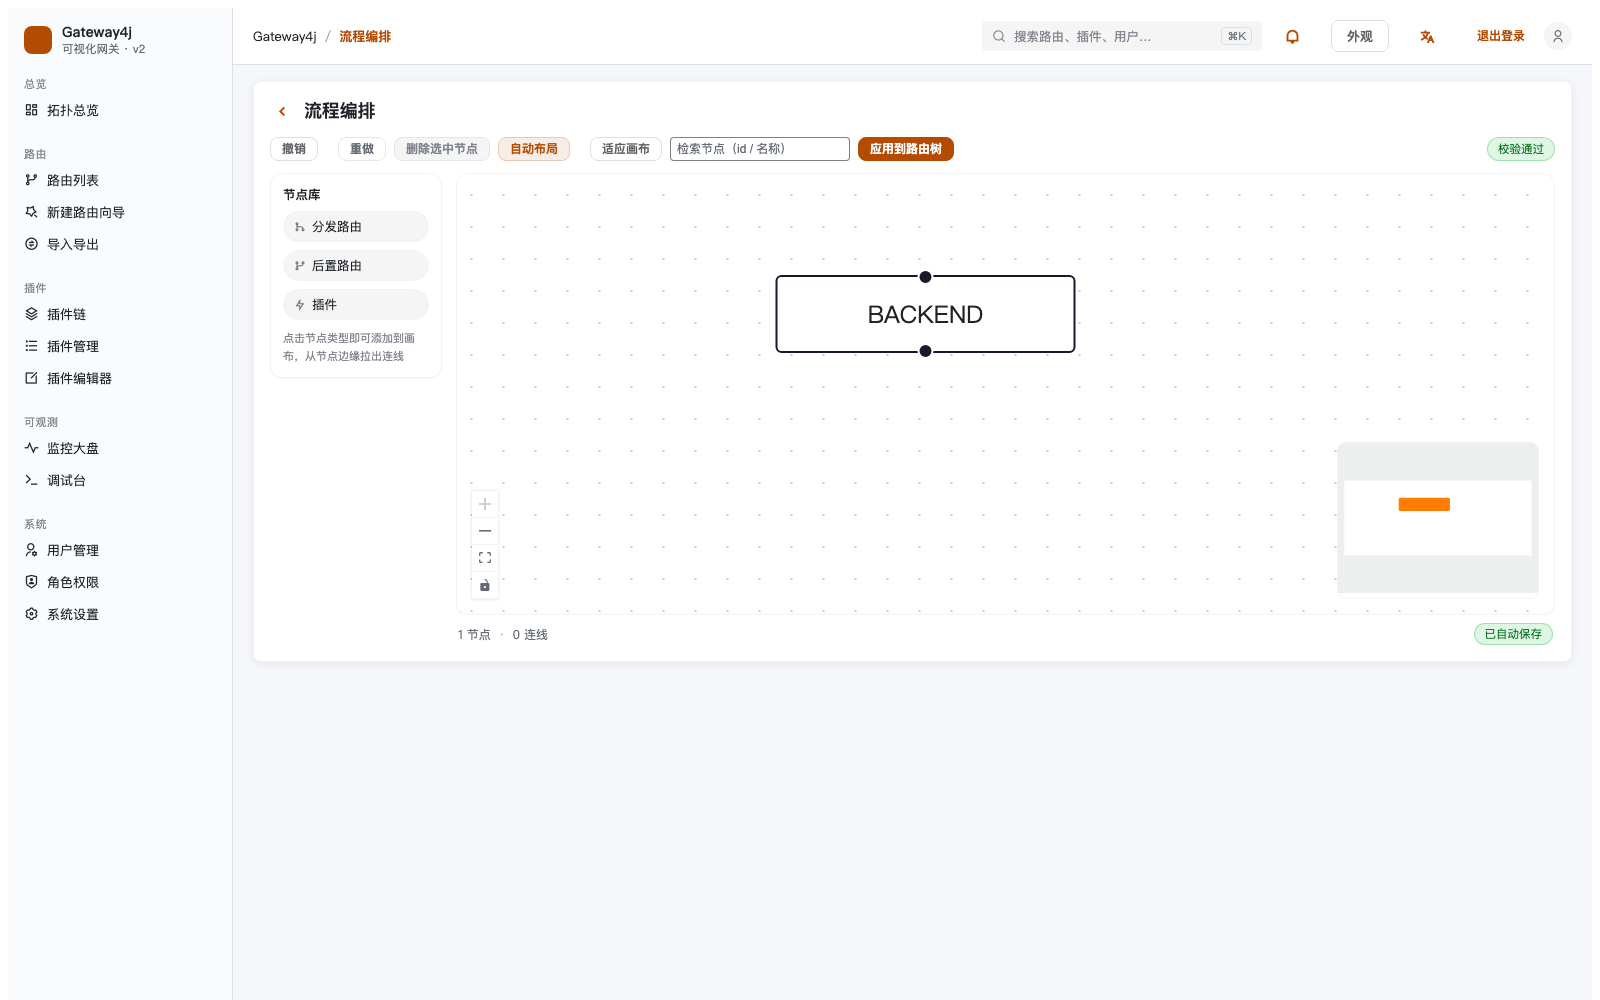 Gateway4j
可视化网关 · v2
总览
拓扑总览
路由
路由列表
新建路由向导
导入导出
插件
插件链
插件管理
插件编辑器
可观测
监控大盘
调试台
系统
用户管理
角色权限
系统设置
Gateway4j / 流程编排
搜索路由、插件、用户... ⌘K
外观
退出登录
流程编排
撤销 重做 删除选中节点 自动布局 适应画布 检索节点（id / 名称） 应用到路由树 校验通过
节点库
分发路由
后置路由
插件
点击节点类型即可添加到画
布，从节点边缘拉出连线
BACKEND
1 节点 · 0 连线
已自动保存